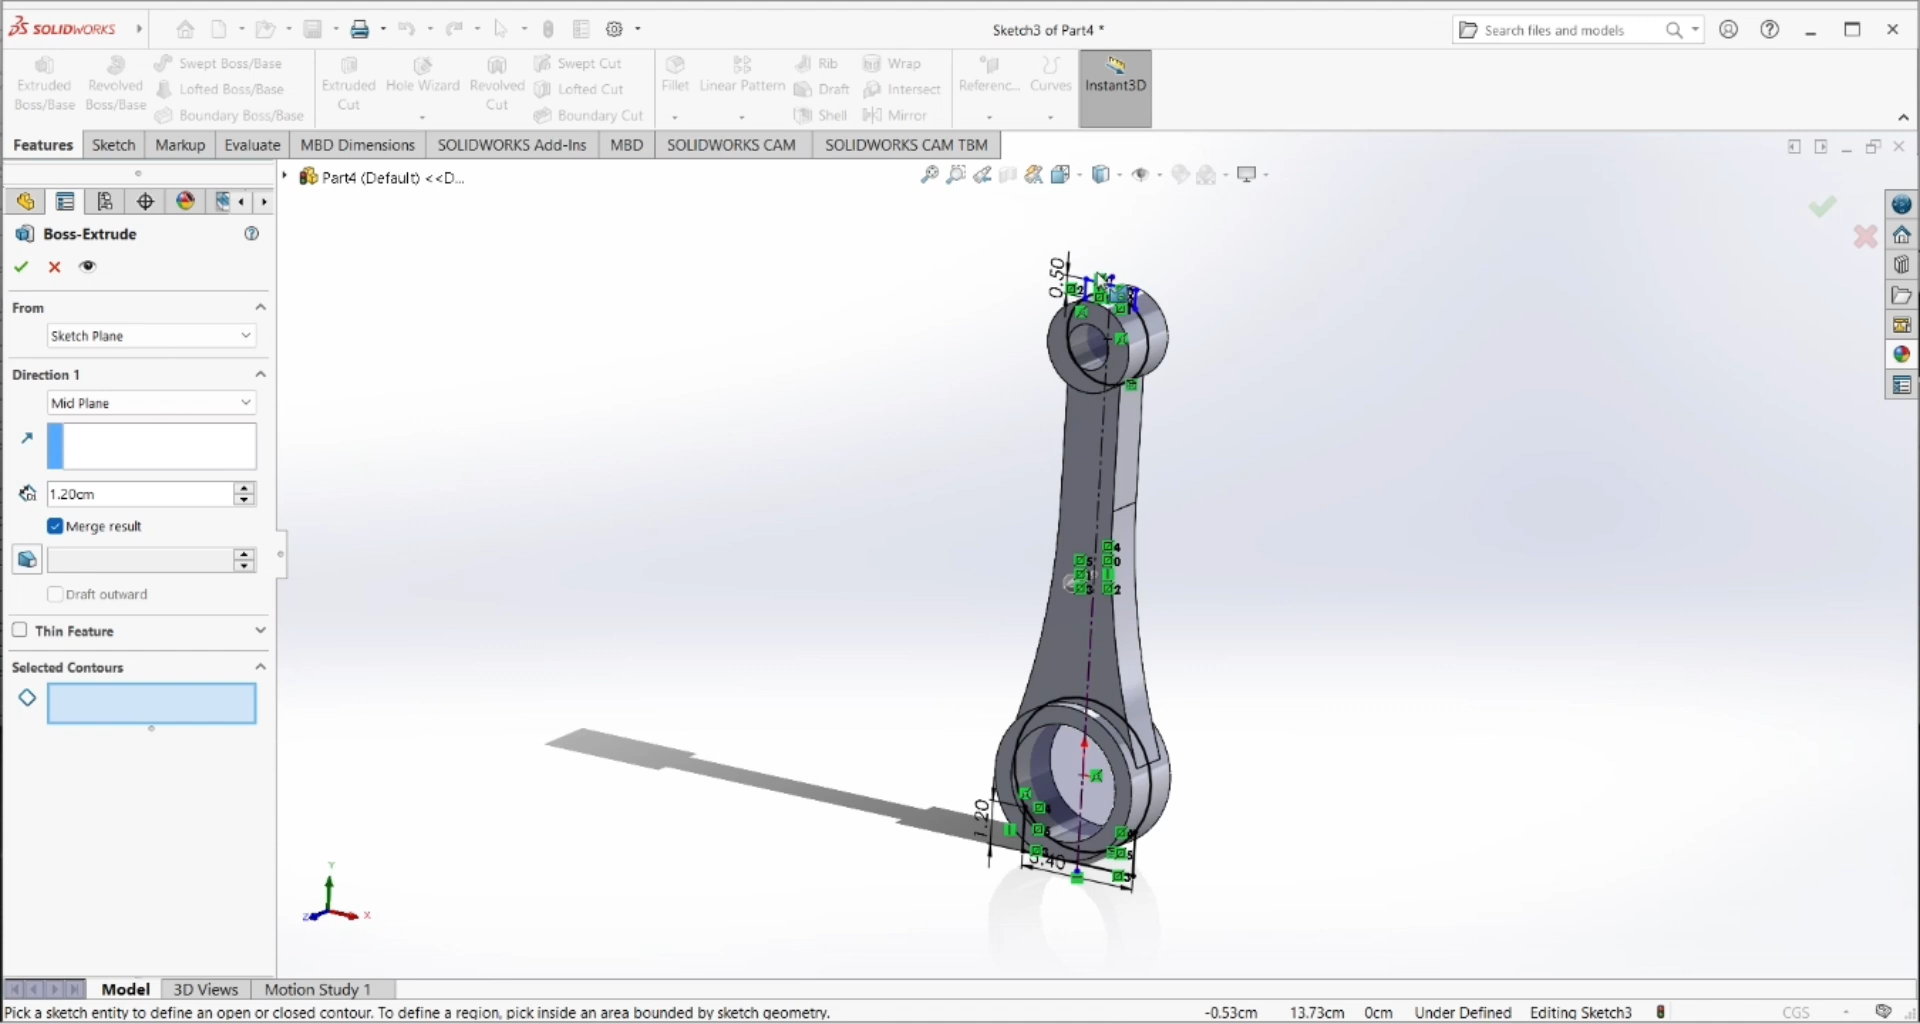 SOLIDWORKS
Sketch3 of Part4 *
Search files and models
Extruded Boss/Base
Revolved Boss/Base
Swept Boss/Base
Lofted Boss/Base
Boundary Boss/Base
Extruded Cut
Hole Wizard
Revolved Cut
Swept Cut
Lofted Cut
Boundary Cut
Fillet
Linear Pattern
Rib
Draft
Shell
Wrap
Intersect
Mirror
Referenc...
Curves
Instant3D
Features
Sketch
Markup
Evaluate
MBD Dimensions
SOLIDWORKS Add-Ins
MBD
SOLIDWORKS CAM
SOLIDWORKS CAM TBM
Part4 (Default) <<D...
Boss-Extrude
From
Sketch Plane
Direction 1
Mid Plane
1.20cm
Merge result
Draft outward
Thin Feature
Selected Contours
0.50
1.20
Y
Z
X
Model
3D Views
Motion Study 1
Pick a sketch entity to define an open or closed contour. To define a region, pick inside an area bounded by sketch geometry.
-0.53cm
13.73cm
0cm
Under Defined
Editing Sketch3
CGS